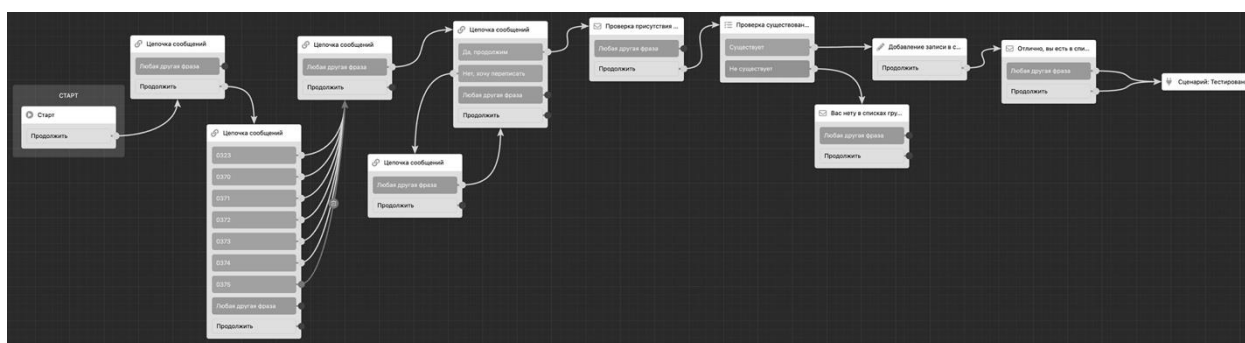 СТАРТ
Старт
Продолжить
Цепочка сообщений
Любая другая фраза
Продолжить
Цепочка сообщений
0323
0370
0371
0372
0373
0374
0375
Любая другая фраза
Продолжить
Цепочка сообщений
Любая другая фраза
Продолжить
Цепочка сообщений
Любая другая фраза
Продолжить
Цепочка сообщений
Да, продолжим
Нет, хочу переписать
Любая другая фраза
Продолжить
Проверка присутствия ...
Любая другая фраза
Продолжить
Проверка существован...
Существует
Не существует
Добавление записи в с...
Продолжить
Вас нету в списках гру...
Любая другая фраза
Продолжить
Отлично, вы есть в спи...
Любая другая фраза
Продолжить
Сценарий: Тестирован